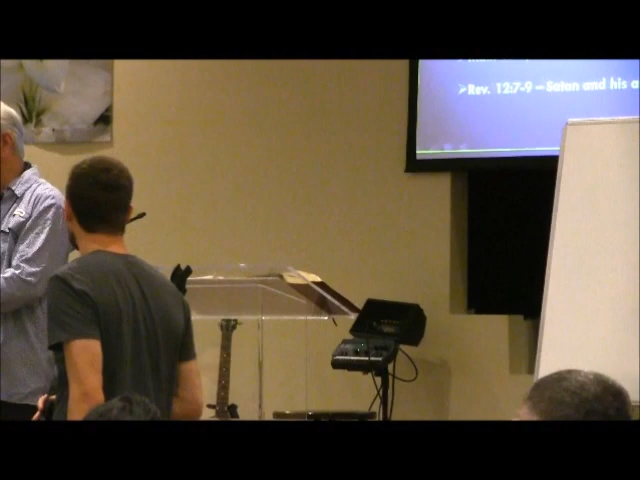 ➢Rev. 12:7-9 – Satan and his a